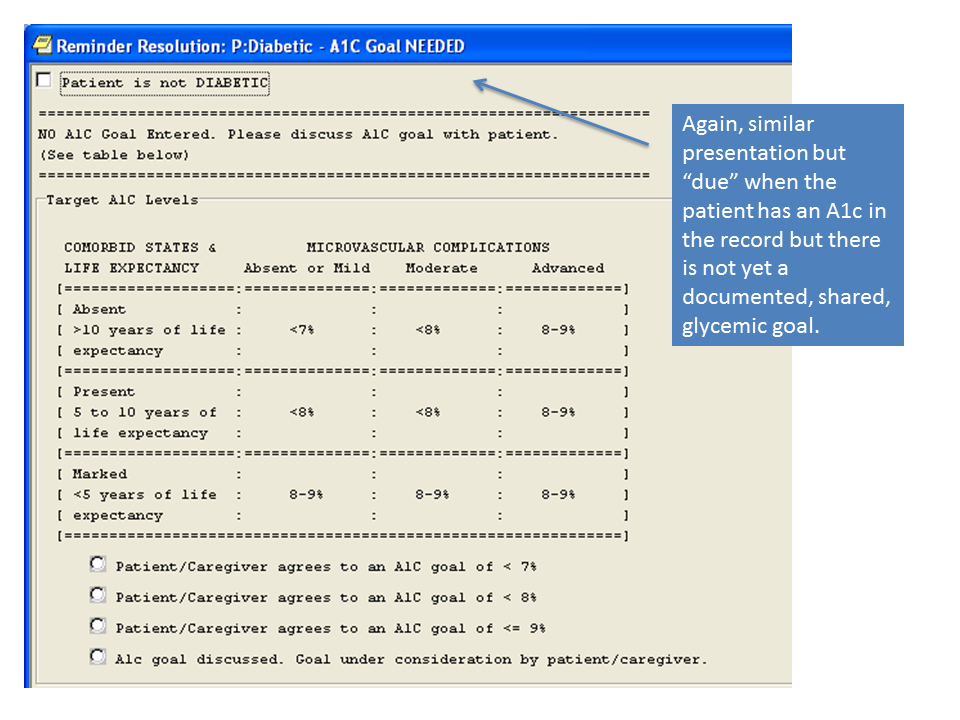 Reminder Resolution: P:Diabetic - A1C Goal NEEDED
Patient is not DIABETIC
====================================================================
NO A1C Goal Entered. Please discuss A1C goal with patient.
(See table below)
====================================================================
Target A1C Levels
COMORBID STATES & MICROVASCULAR COMPLICATIONS
LIFE EXPECTANCY Absent or Mild Moderate Advanced
[===================:==============:=============:=============]
[ Absent : : : ]
[ >10 years of life : <7% : <8% : 8-9% ]
[ expectancy : : : ]
[===================:==============:=============:=============]
[ Present : : : ]
[ 5 to 10 years of : <8% : <8% : 8-9% ]
[ life expectancy : : : ]
[===================:==============:=============:=============]
[ Marked : : : ]
[ <5 years of life : 8-9% : 8-9% : 8-9% ]
[ expectancy : : : ]
[==============================================================]
Patient/Caregiver agrees to an A1C goal of < 7%
Patient/Caregiver agrees to an A1C goal of < 8%
Patient/Caregiver agrees to an A1C goal of <= 9%
A1c goal discussed. Goal under consideration by patient/caregiver.
Again, similar
presentation but
“due” when the
patient has an A1c in
the record but there
is not yet a
documented, shared,
glycemic goal.